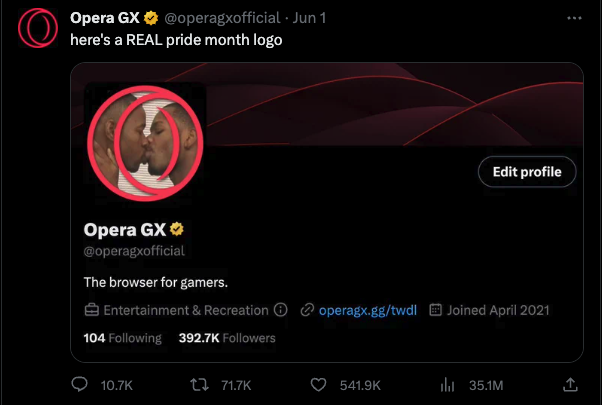 Opera GX @operagxofficial · Jun 1
here's a REAL pride month logo
Edit profile
Opera GX
@operagxofficial
The browser for gamers.
Entertainment & Recreation operagx.gg/twdl Joined April 2021
104 Following 392.7K Followers
10.7K 71.7K 541.9K 35.1M